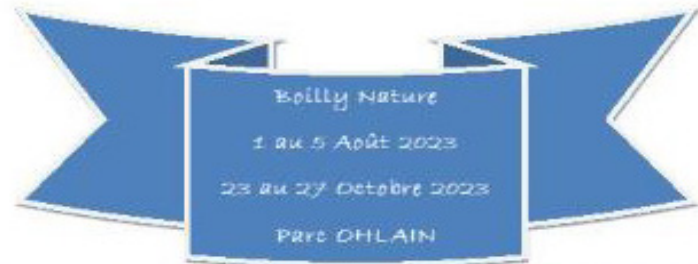 Boilly Nature
1 au 5 Août 2023
23 au 27 Octobre 2023
Parc OHLAIN